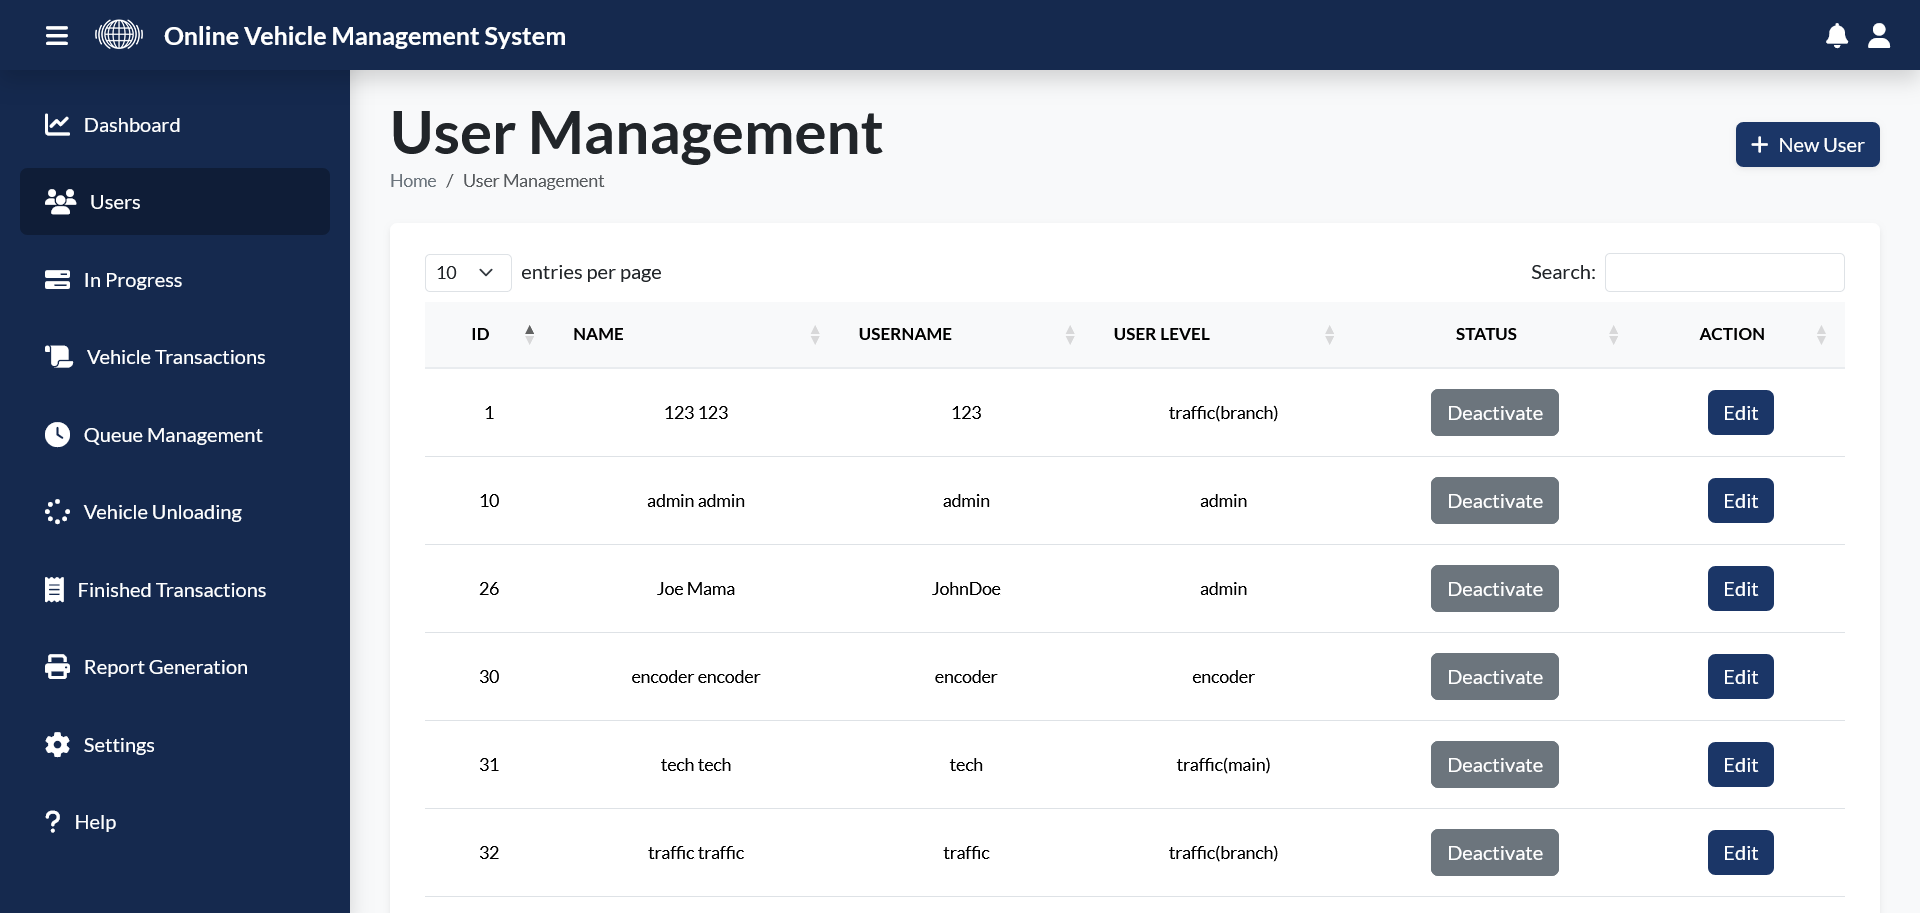 Online Vehicle Management System
Dashboard
Users
In Progress
Vehicle Transactions
Queue Management
Vehicle Unloading
Finished Transactions
Report Generation
Settings
Help
User Management
Home / User Management
+ New User
10 entries per page
Search:
ID NAME USERNAME USER LEVEL STATUS ACTION
1 123 123 123 traffic(branch) Deactivate Edit
10 admin admin admin admin Deactivate Edit
26 Joe Mama JohnDoe admin Deactivate Edit
30 encoder encoder encoder encoder Deactivate Edit
31 tech tech tech traffic(main) Deactivate Edit
32 traffic traffic traffic traffic(branch) Deactivate Edit